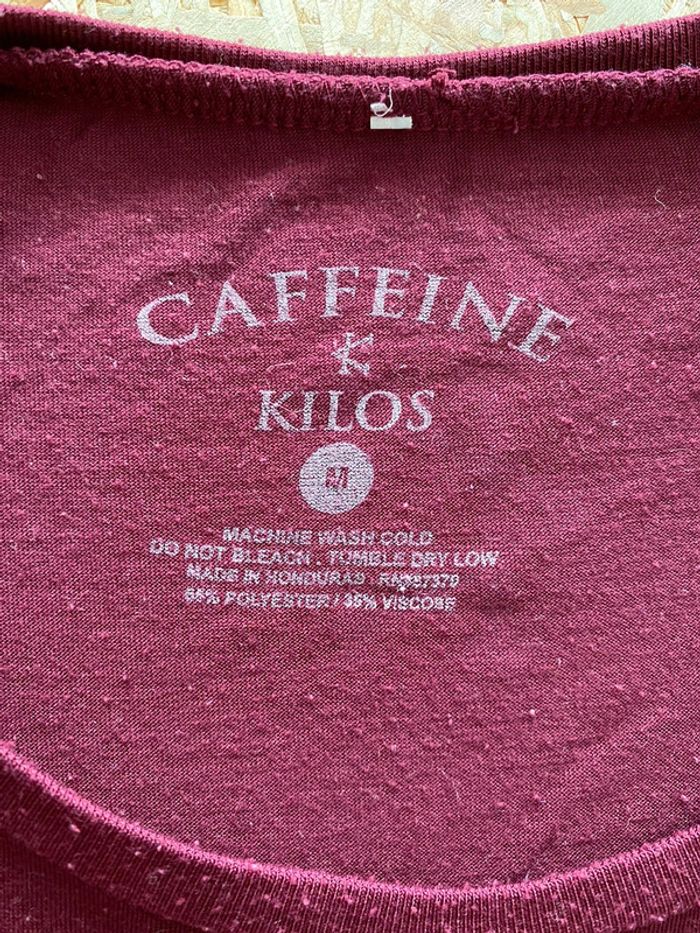 CAFFEINE
KILOS
M
MACHINE WASH COLD
DO NOT BLEACH . TUMBLE DRY LOW
MADE IN HONDURAS
65% POLYESTER / 35% VISCOSE